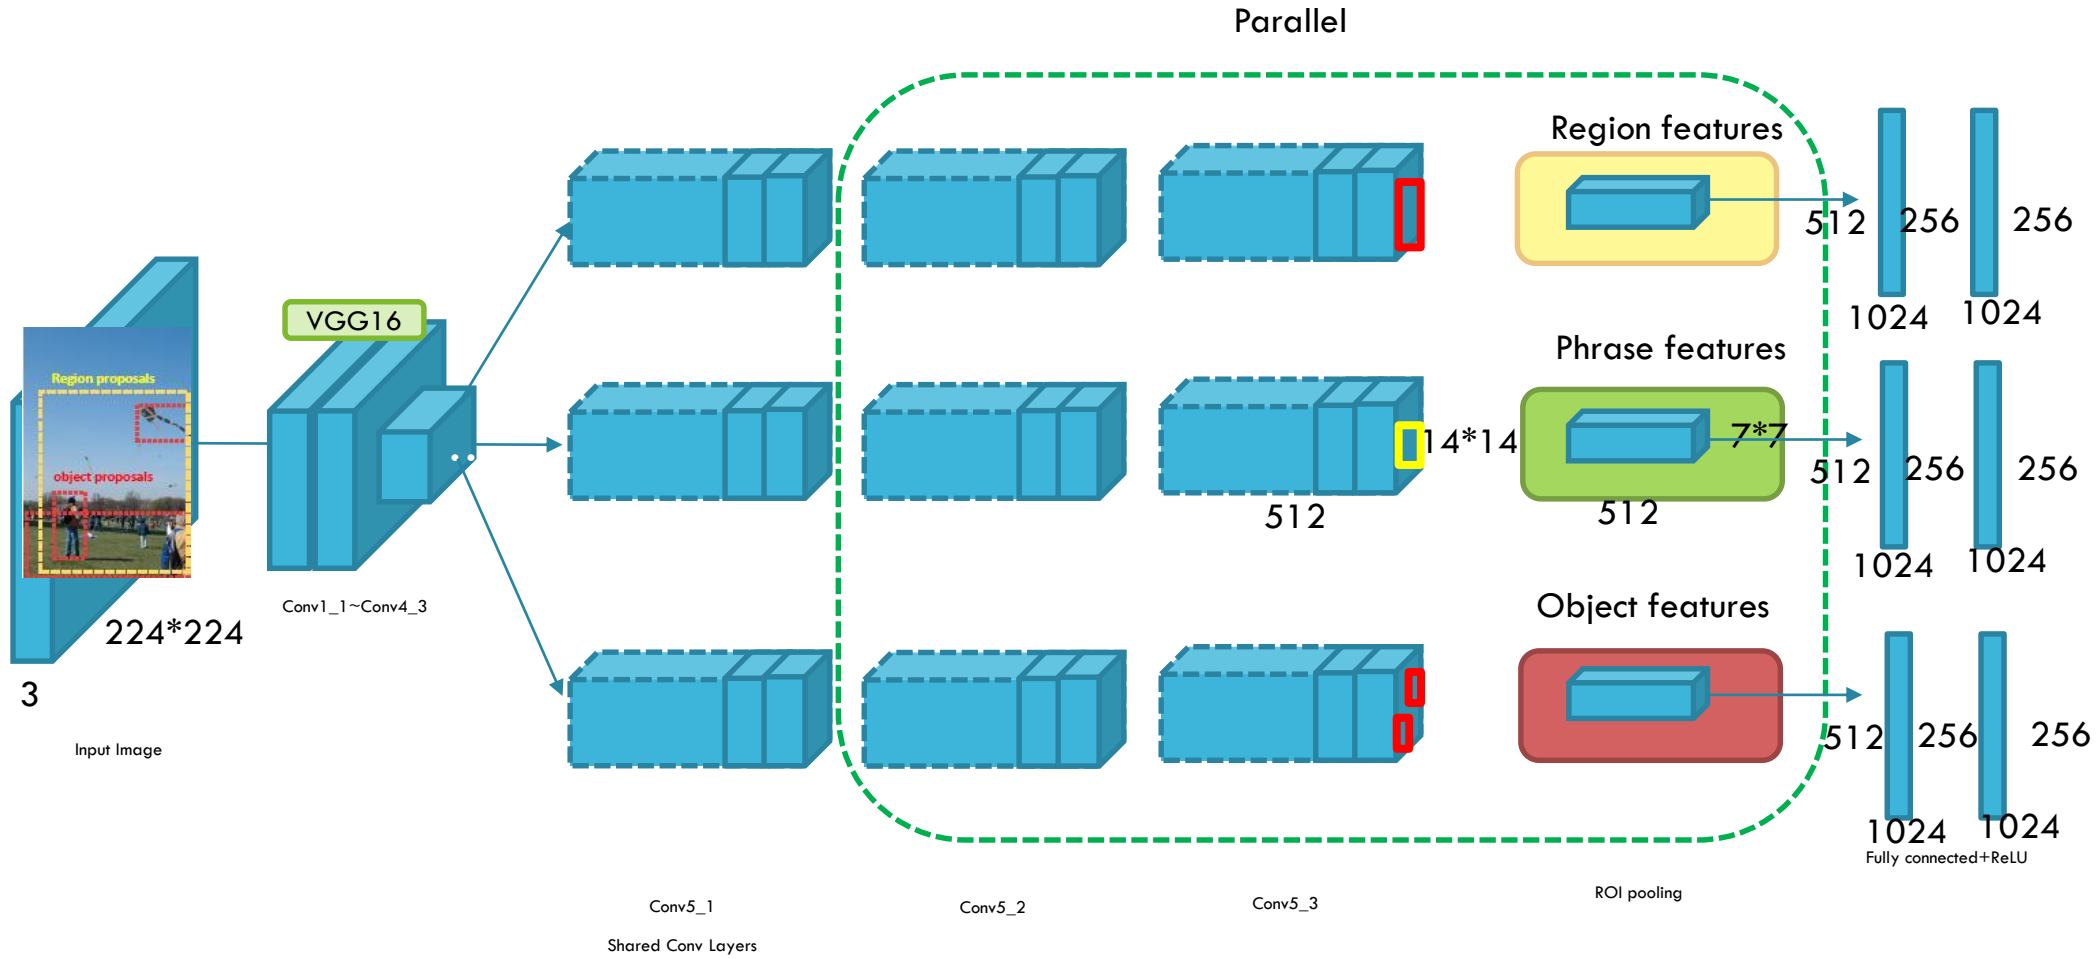 Parallel
Region features
512
256
256
1024
1024
VGG16
Region proposals
object proposals
Phrase features
14*14
7*7
512
256
256
512
512
1024
1024
Object features
512
256
256
1024
1024
Fully connected+ReLU
Conv1_1~Conv4_3
224*224
3
Input Image
ROI pooling
Conv5_1
Conv5_2
Conv5_3
Shared Conv Layers